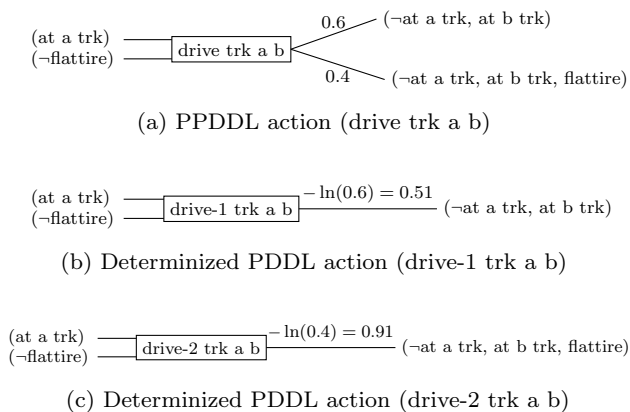 (at a trk)
(¬flattire)
drive trk a b
0.6
(¬at a trk, at b trk)
0.4
(¬at a trk, at b trk, flattire)
(a) PPDDL action (drive trk a b)
(at a trk)
(¬flattire)
drive-1 trk a b
− ln(0.6) = 0.51
(¬at a trk, at b trk)
(b) Determinized PDDL action (drive-1 trk a b)
(at a trk)
(¬flattire)
drive-2 trk a b
− ln(0.4) = 0.91
(¬at a trk, at b trk, flattire)
(c) Determinized PDDL action (drive-2 trk a b)